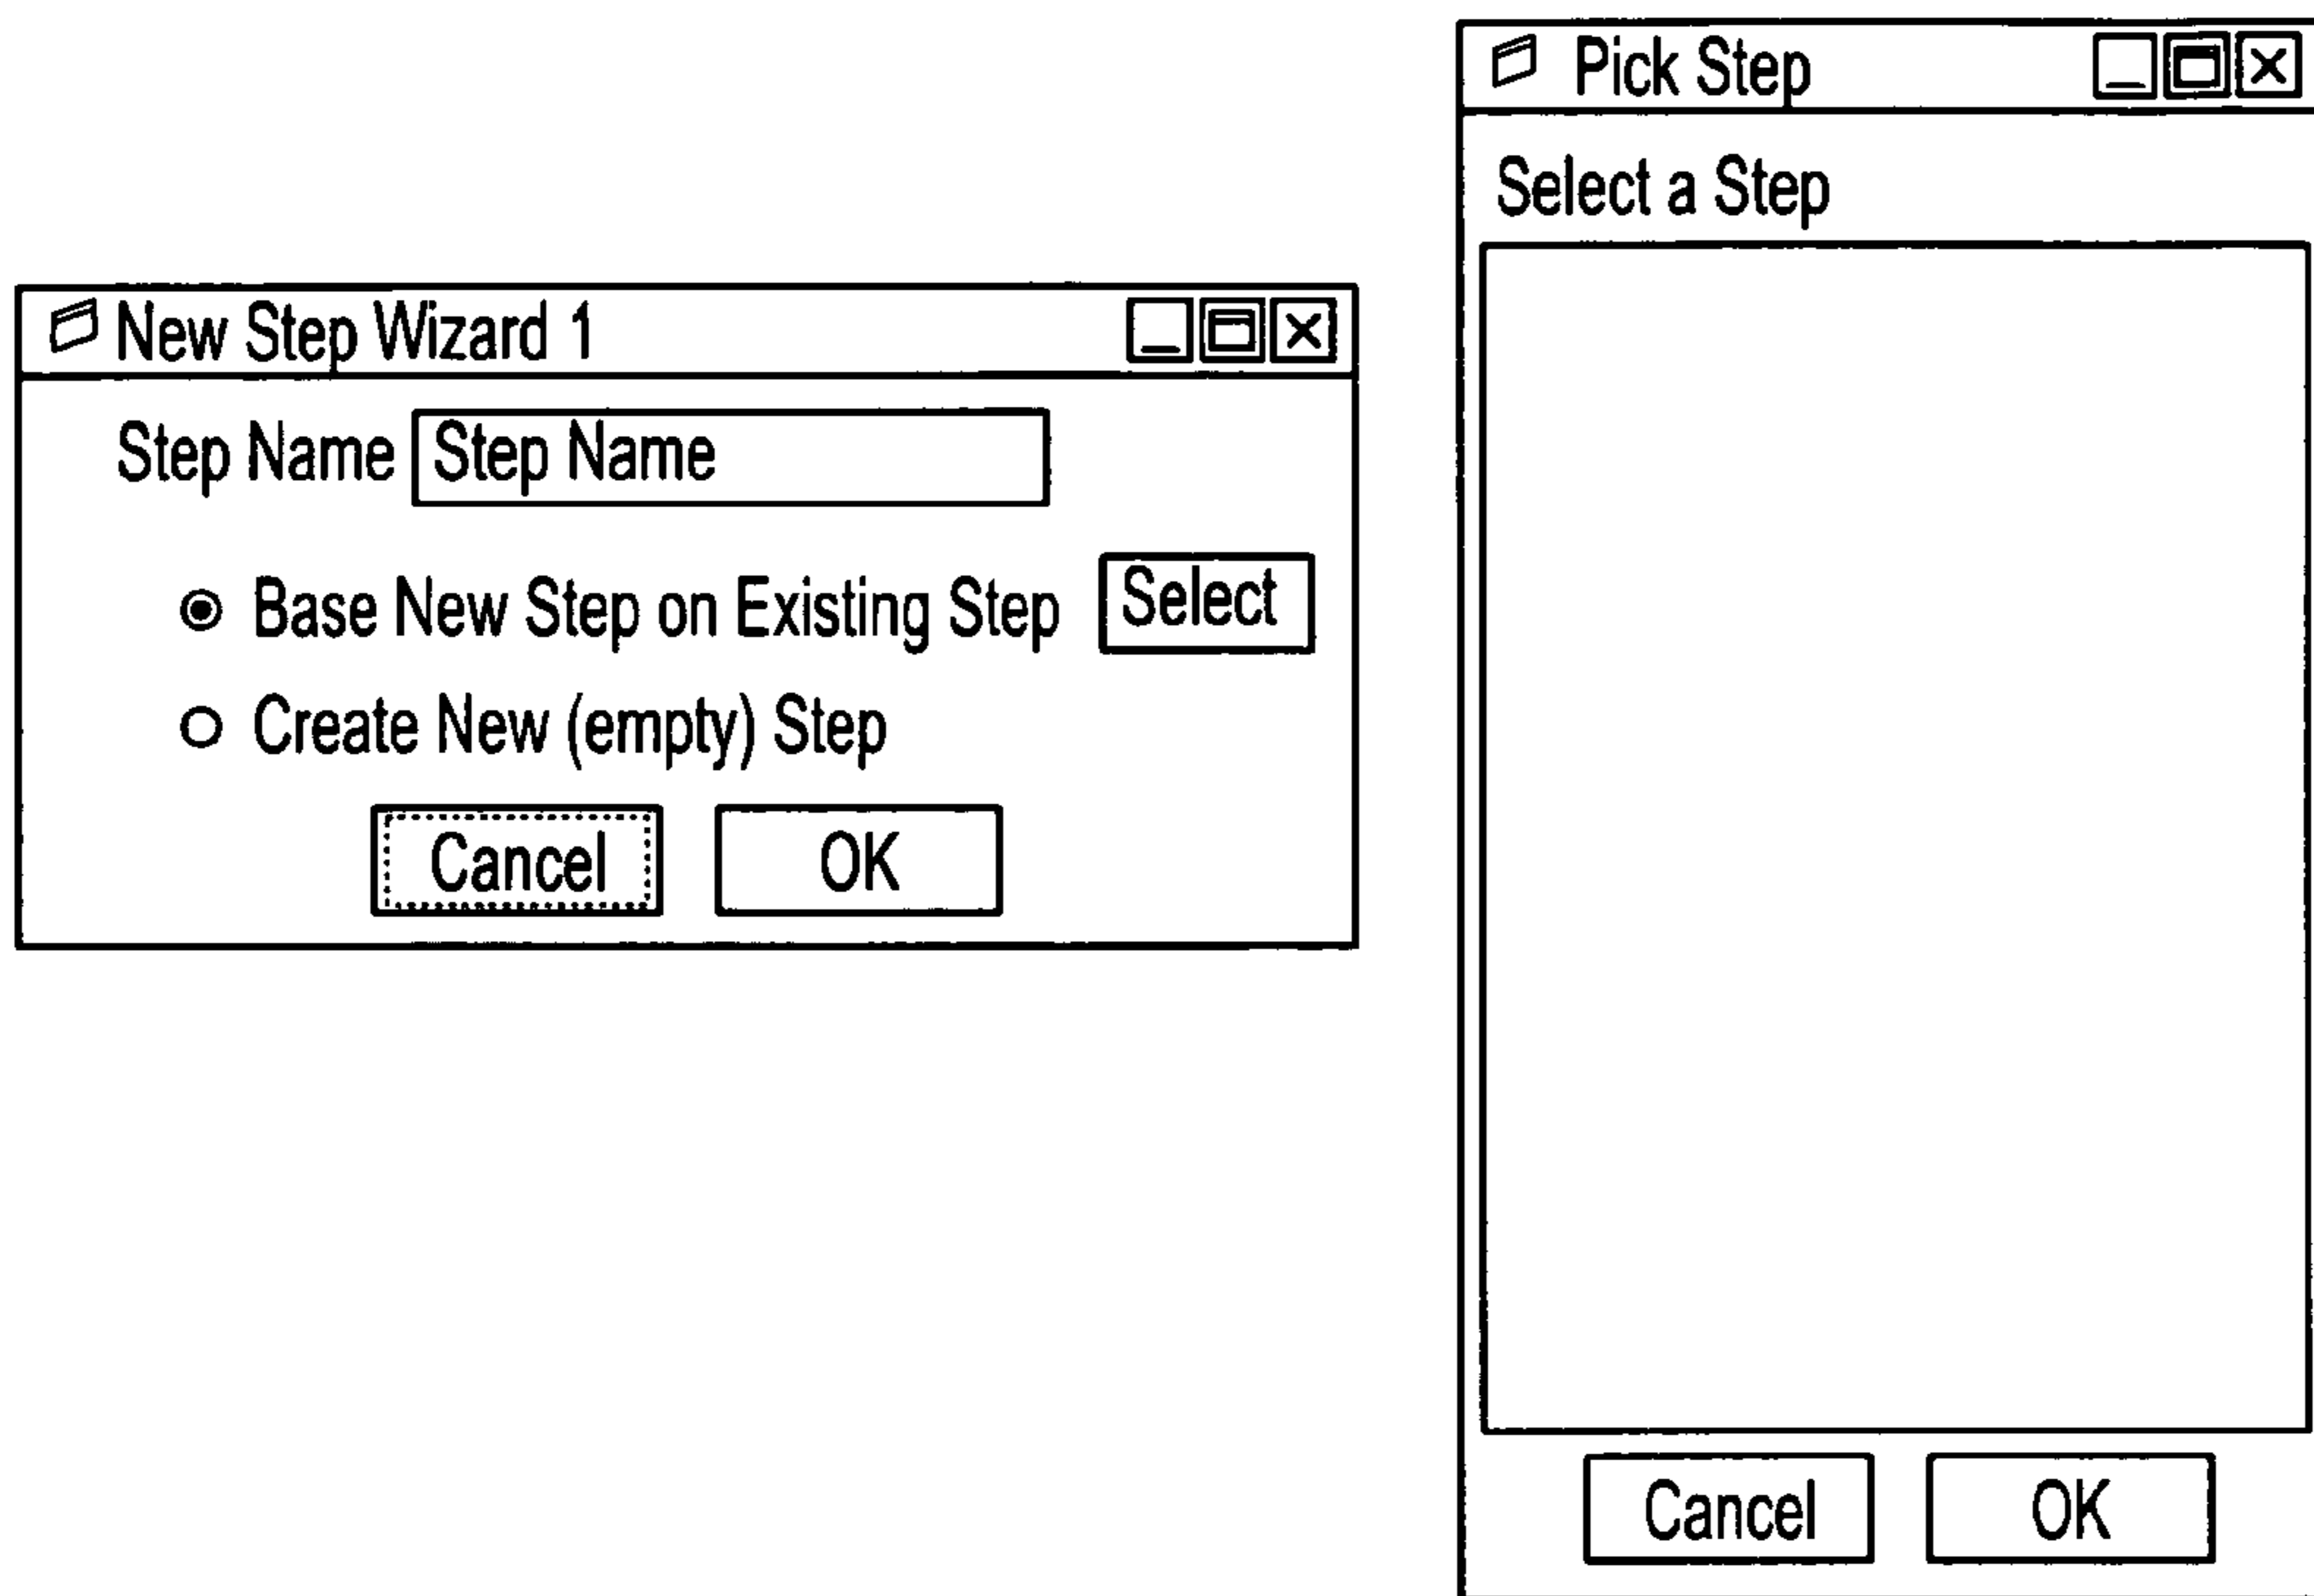 New Step Wizard 1
Step Name Step Name
Base New Step on Existing Step Select
Create New (empty) Step
Cancel OK
Pick Step
Select a Step
Cancel OK